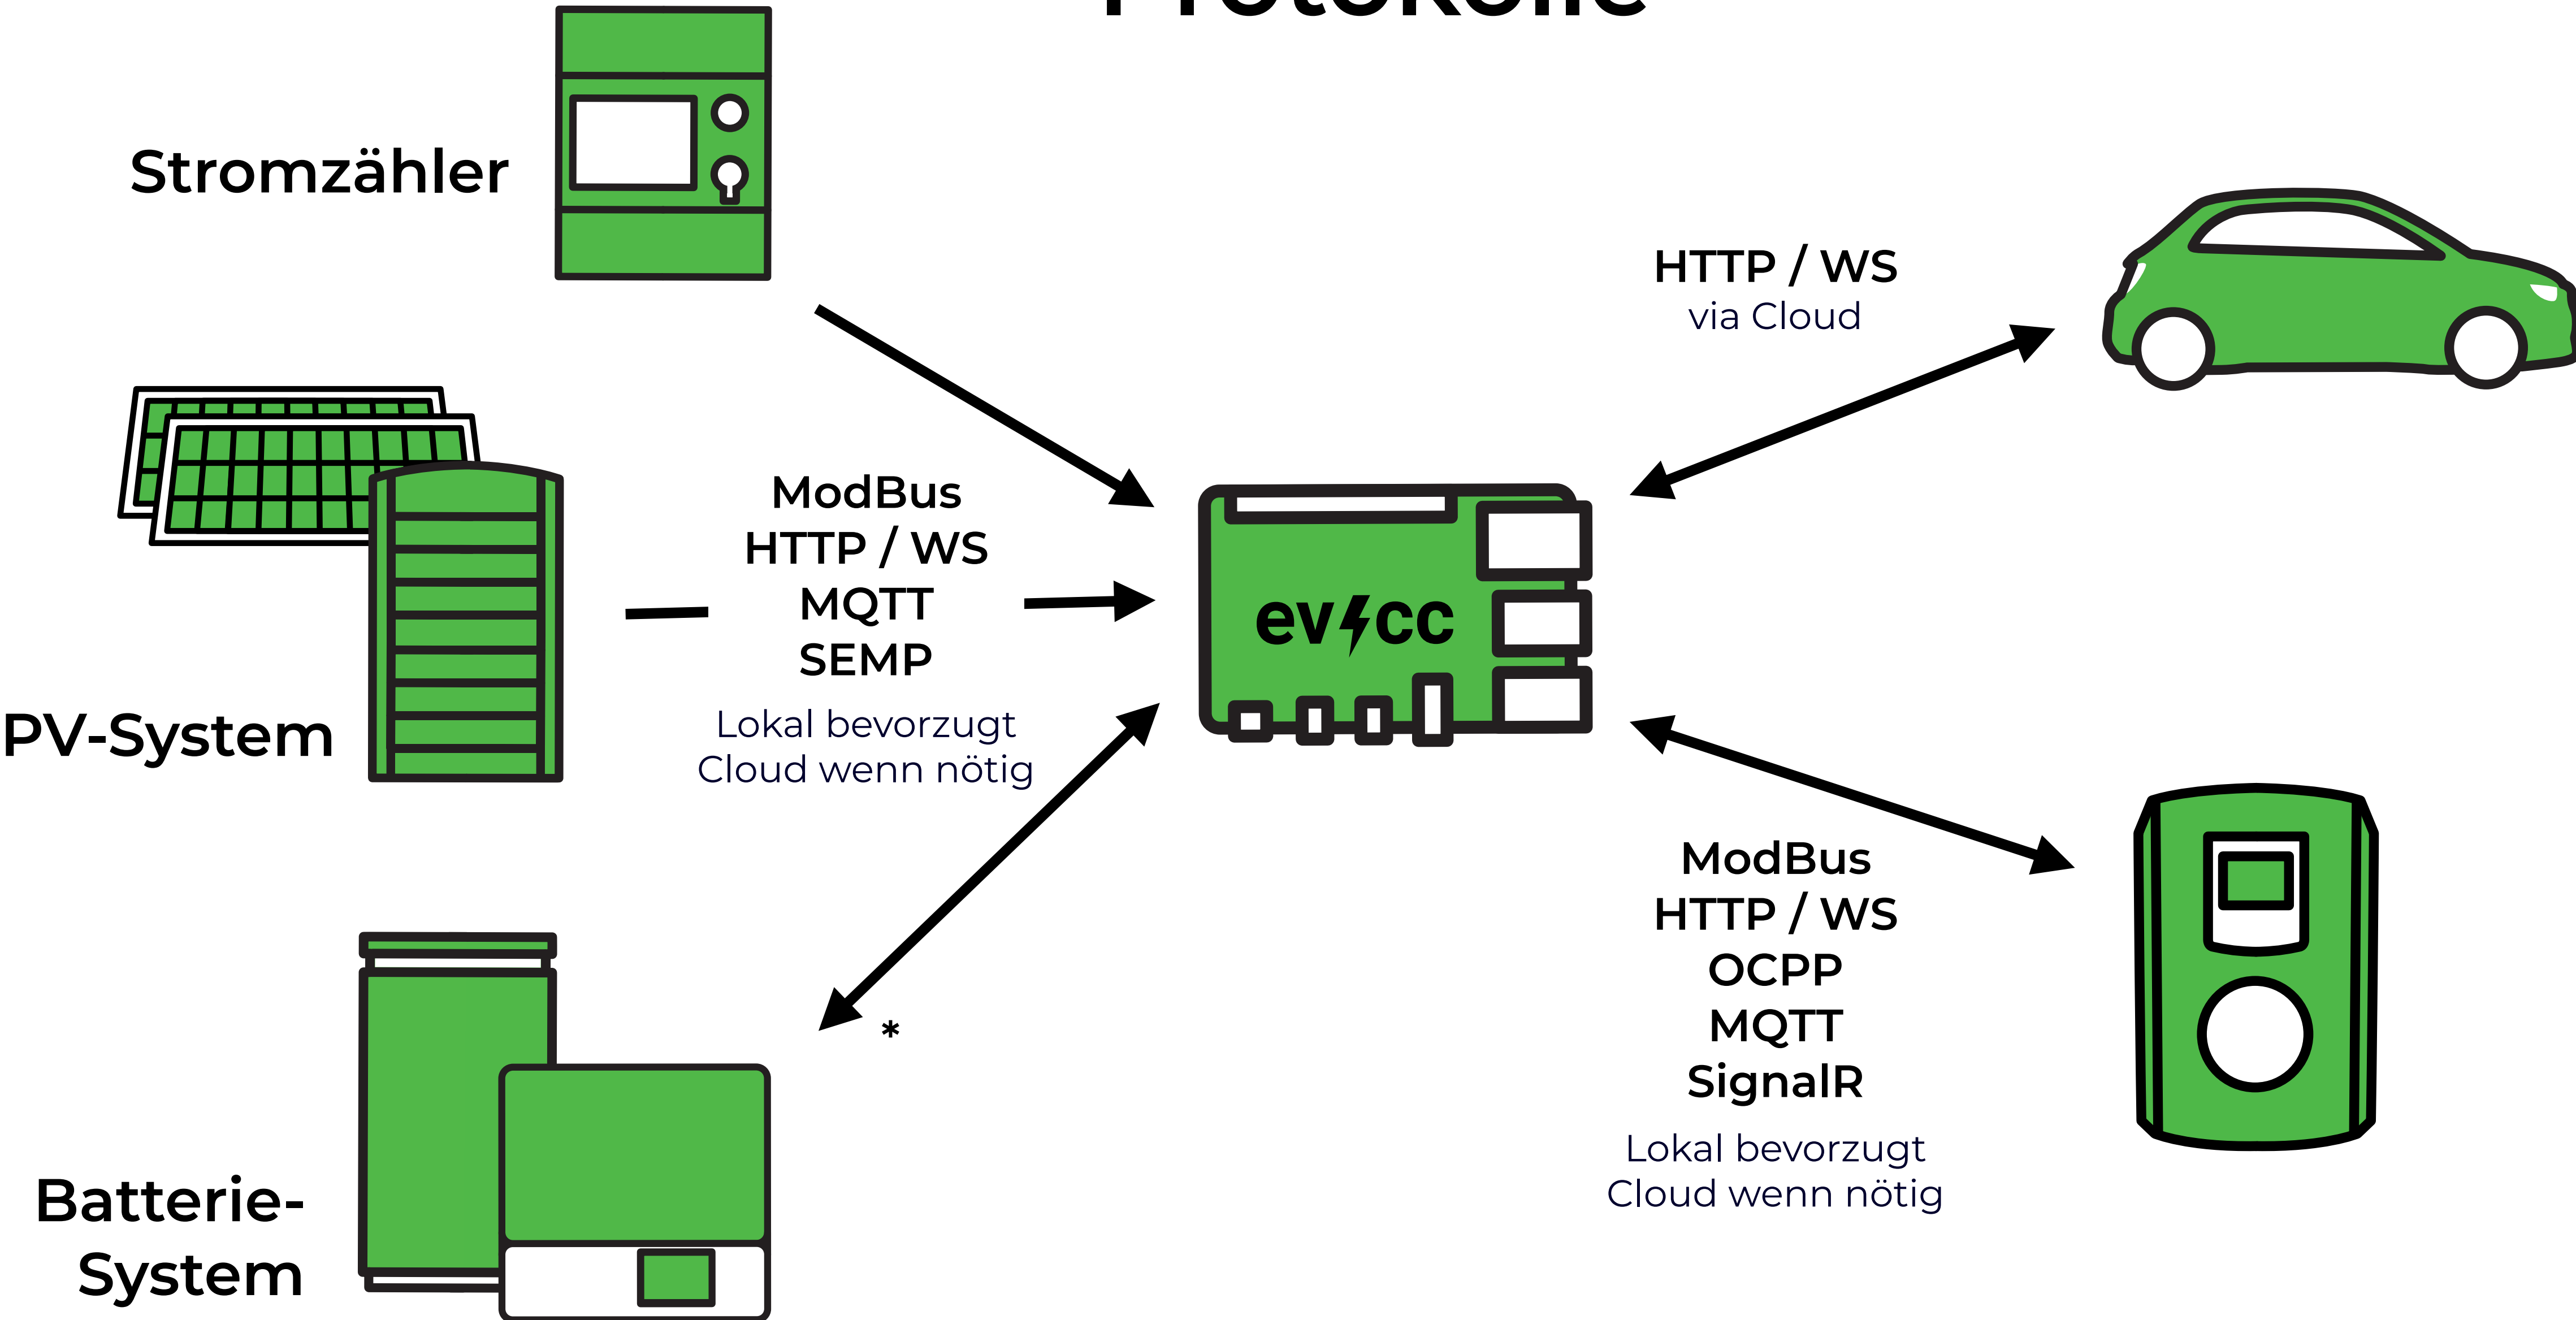 Protokolle
Stromzähler
HTTP / WS
via Cloud
ModBus
HTTP / WS
MQTT
SEMP
Lokal bevorzugt
Cloud wenn nötig
PV-System
evcc
ModBus
HTTP / WS
OCPP
MQTT
SignalR
Lokal bevorzugt
Cloud wenn nötig
*
Batterie-
System